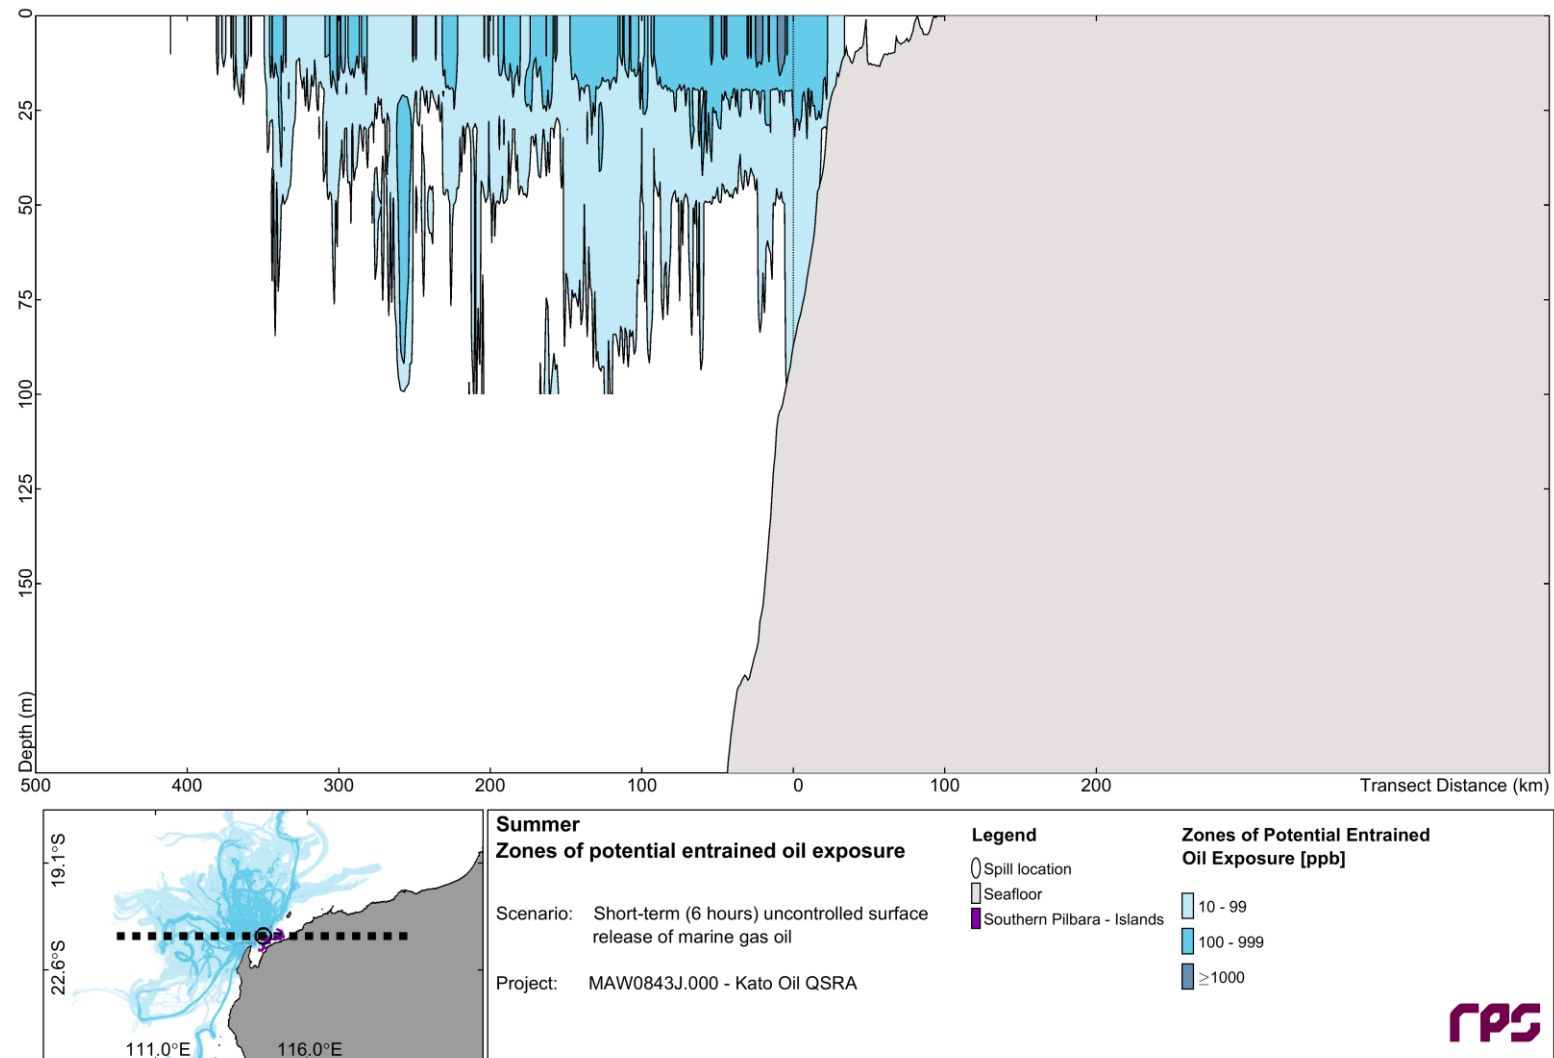 0
25
50
75
100
125
150
Depth (m)
500 400 300 200 100 0 100 200 Transect Distance (km)
19.1°S
22.6°S
111.0°E 116.0°E
Summer
Zones of potential entrained oil exposure
Scenario: Short-term (6 hours) uncontrolled surface
release of marine gas oil
Project: MAW0843J.000 - Kato Oil QSRA
Legend
Spill location
Seafloor
Southern Pilbara - Islands
Zones of Potential Entrained
Oil Exposure [ppb]
10 - 99
100 - 999
≥1000
rps